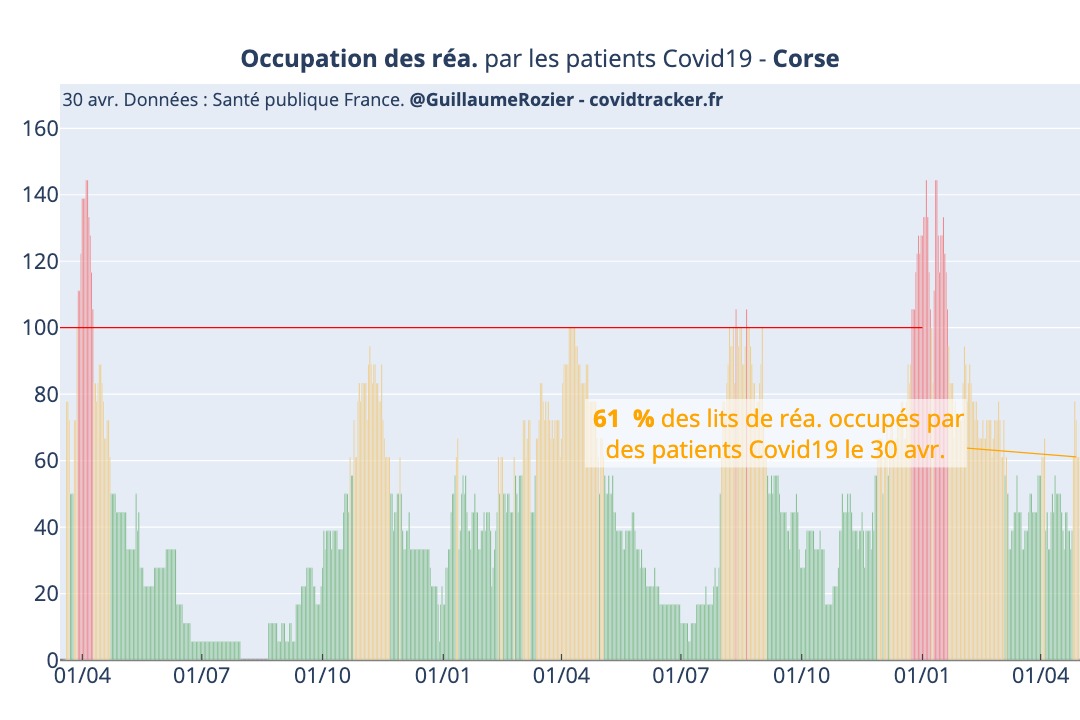 Occupation des réa. par les patients Covid19 - Corse
30 avr. Données : Santé publique France. @GuillaumeRozier - covidtracker.fr
160
140
120
100
80
61 % des lits de réa. occupés par
des patients Covid19 le 30 avr.
60
40
20
0
01/04 01/07 01/10 01/01 01/04 01/07 01/10 01/01 01/04